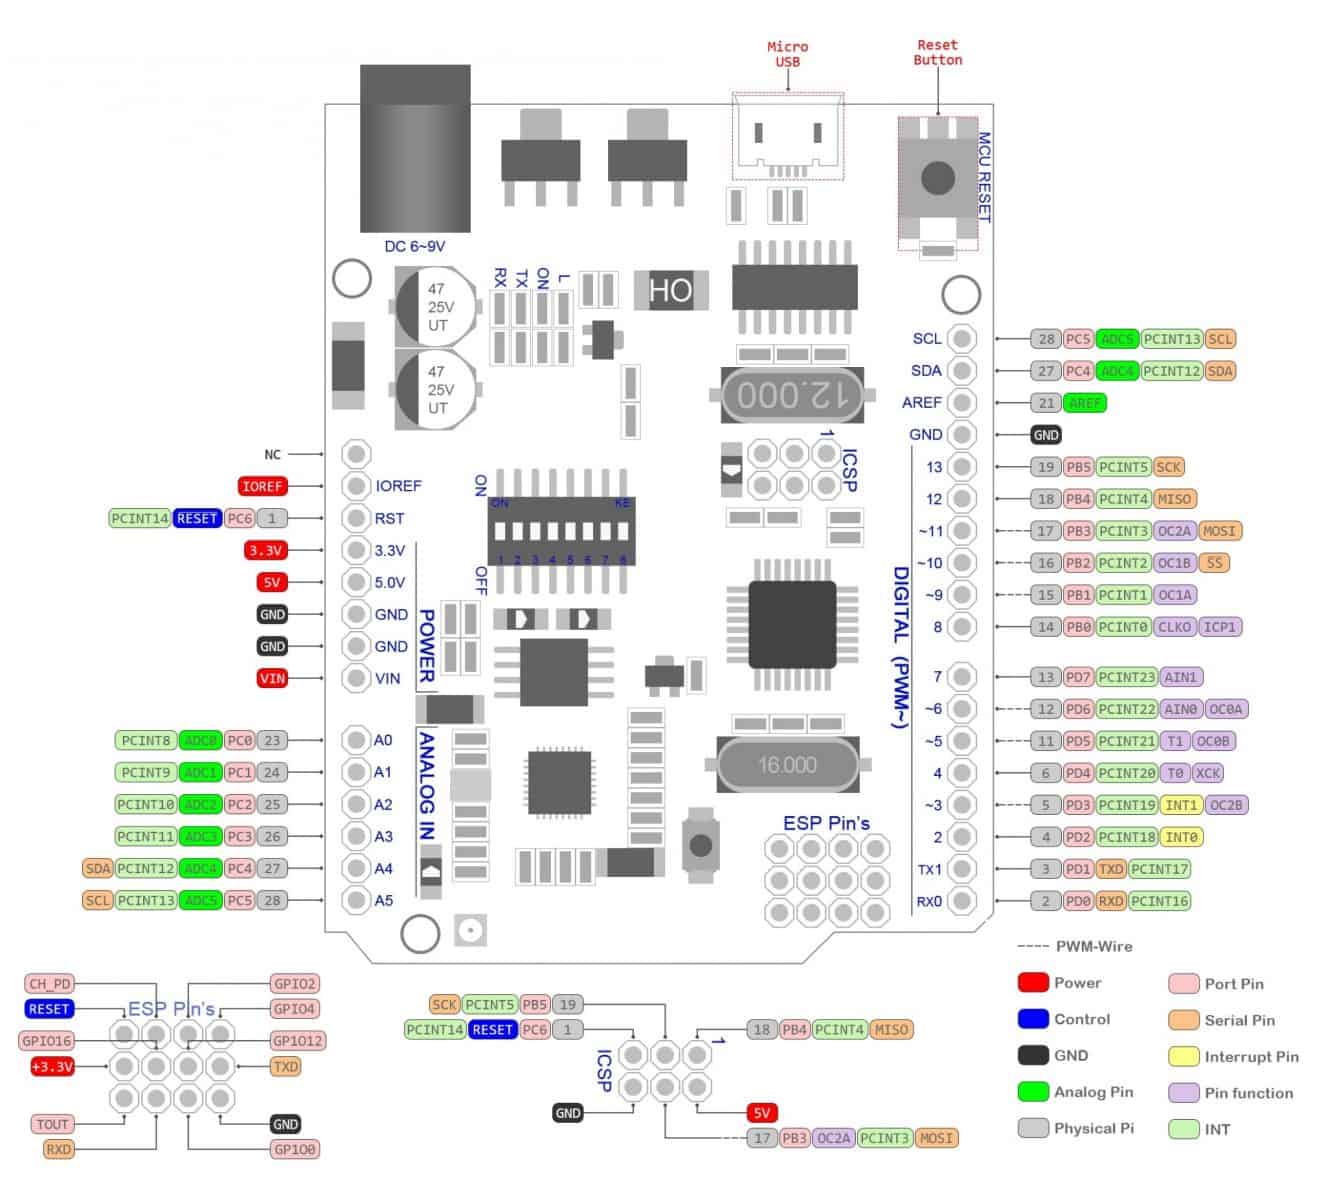 Micro
USB
Reset
Button
MCU RESET
DC 6~9V
47
25V
UT
47
25V
UT
RX TX ON L
OH
12.000
1
ICSP
ON
ON KE
1 2 3 4 5 6 7 8
OFF
NC
IOREF IOREF
PCINT14 RESET PC6 1 RST
3.3V 3.3V
5V 5.0V
GND GND
GND GND
VIN VIN
POWER
PCINT8 ADC0 PC0 23 A0
PCINT9 ADC1 PC1 24 A1
PCINT10 ADC2 PC2 25 A2
PCINT11 ADC3 PC3 26 A3
SDA PCINT12 ADC4 PC4 27 A4
SCL PCINT13 ADC5 PC5 28 A5
ANALOG IN
16.000
ESP Pin's
DIGITAL (PWM~)
SCL 28 PC5 ADC5 PCINT13 SCL
SDA 27 PC4 ADC4 PCINT12 SDA
AREF 21 AREF
GND GND
13 19 PB5 PCINT5 SCK
12 18 PB4 PCINT4 MISO
~11 17 PB3 PCINT3 OC2A MOSI
~10 16 PB2 PCINT2 OC1B SS
~9 15 PB1 PCINT1 OC1A
8 14 PB0 PCINT0 CLKO ICP1
7 13 PD7 PCINT23 AIN1
~6 12 PD6 PCINT22 AIN0 OC0A
~5 11 PD5 PCINT21 T1 OC0B
4 6 PD4 PCINT20 T0 XCK
~3 5 PD3 PCINT19 INT1 OC2B
2 4 PD2 PCINT18 INT0
TX1 3 PD1 TXD PCINT17
RX0 2 PD0 RXD PCINT16
CH_PD GPIO2
RESET ESP Pin's GPIO4
GPIO16 GP1O12
+3.3V TXD
TOUT GND
RXD GP1O0
SCK PCINT5 PB5 19
PCINT14 RESET PC6 1
18 PB4 PCINT4 MISO
1
ICSP
GND 5V
17 PB3 OC2A PCINT3 MOSI
PWM-Wire
Power Port Pin
Control Serial Pin
GND Interrupt Pin
Analog Pin Pin function
Physical Pi INT